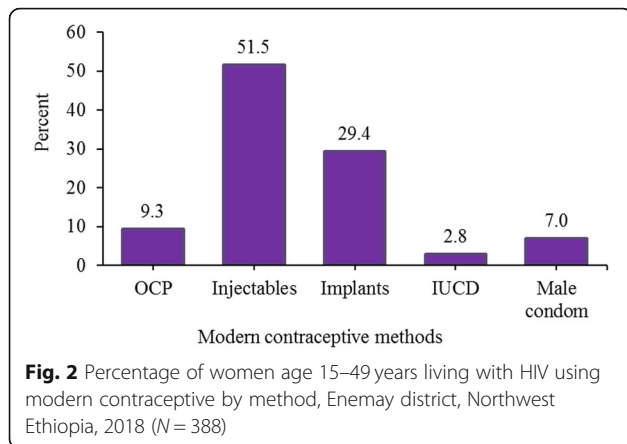 60
51.5
50
40
29.4
30
20
9.3
7.0
10
2.8
0
Percent
OCP Injectables Implants IUCD Male
condom
Modern contraceptive methods
Fig. 2 Percentage of women age 15–49 years living with HIV using
modern contraceptive by method, Enemay district, Northwest
Ethiopia, 2018 (N = 388)